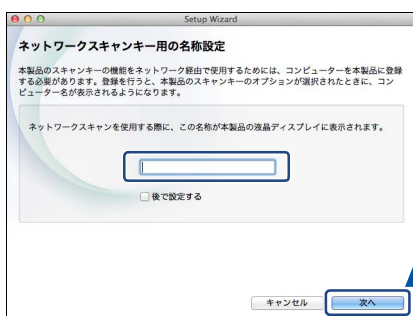 Setup Wizard
ネットワークスキャンキー用の名称設定
本製品のスキャンキーの機能をネットワーク経由で使用するためには、コンピューターを本製品に登録
する必要があります。登録を行うと、本製品のスキャンキーのオプションが選択されたときに、コン
ピューター名が表示されるようになります。
ネットワークスキャンを使用する際に、この名称が本製品の液晶ディスプレイに表示されます。
後で設定する
キャンセル
次へ